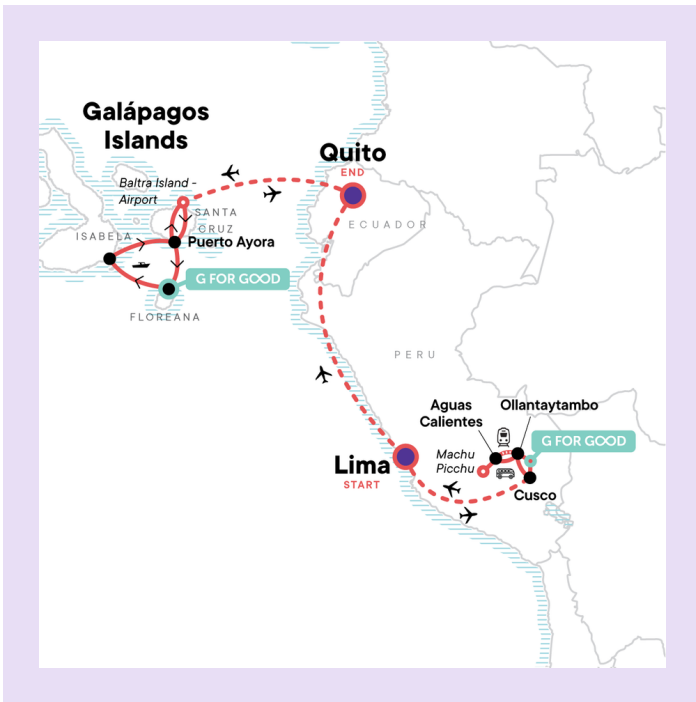 Galápagos
Islands
Quito
END
Baltra Island -
Airport
SANTA
CRUZ
ECUADOR
ISABELA
Puerto Ayora
G FOR GOOD
FLOREANA
PERU
Aguas
Calientes
Ollantaytambo
G FOR GOOD
Machu
Picchu
Lima
START
Cusco